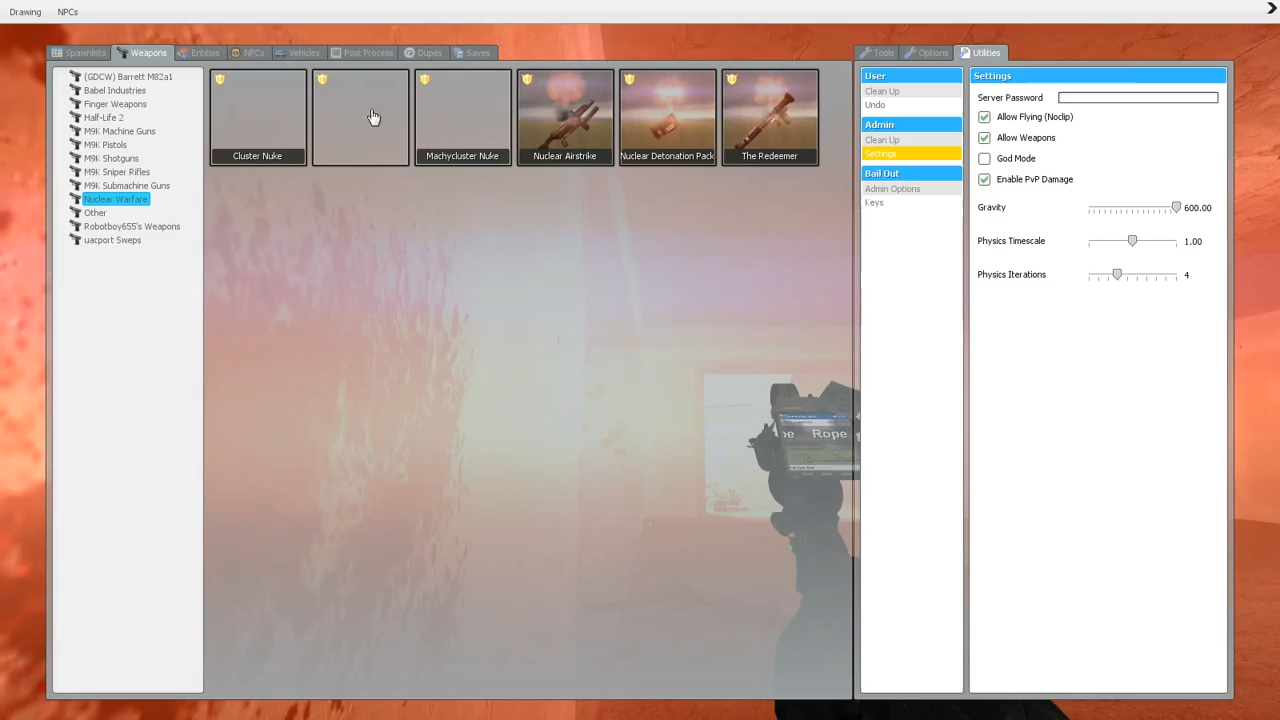 Drawing NPCs
Spawnlists Weapons Entities NPCs Vehicles Post Process Dupes Saves
Tools Options Utilities
(GDCW) Barrett M82a1
Babel Industries
Finger Weapons
Half-Life 2
M9K Machine Guns
M9K Pistols
M9K Shotguns
M9K Sniper Rifles
M9K Submachine Guns
Nuclear Warfare
Other
Robotboy655's Weapons
uacport Sweps
Cluster Nuke
Machycluster Nuke
Nuclear Airstrike
Nuclear Detonation Pack
The Redeemer
User
Clean Up
Undo
Admin
Clean Up
Settings
Bail Out
Admin Options
Keys
Settings
Server Password
Allow Flying (Noclip)
Allow Weapons
God Mode
Enable PvP Damage
Gravity 600.00
Physics Timescale 1.00
Physics Iterations 4
pe Rope